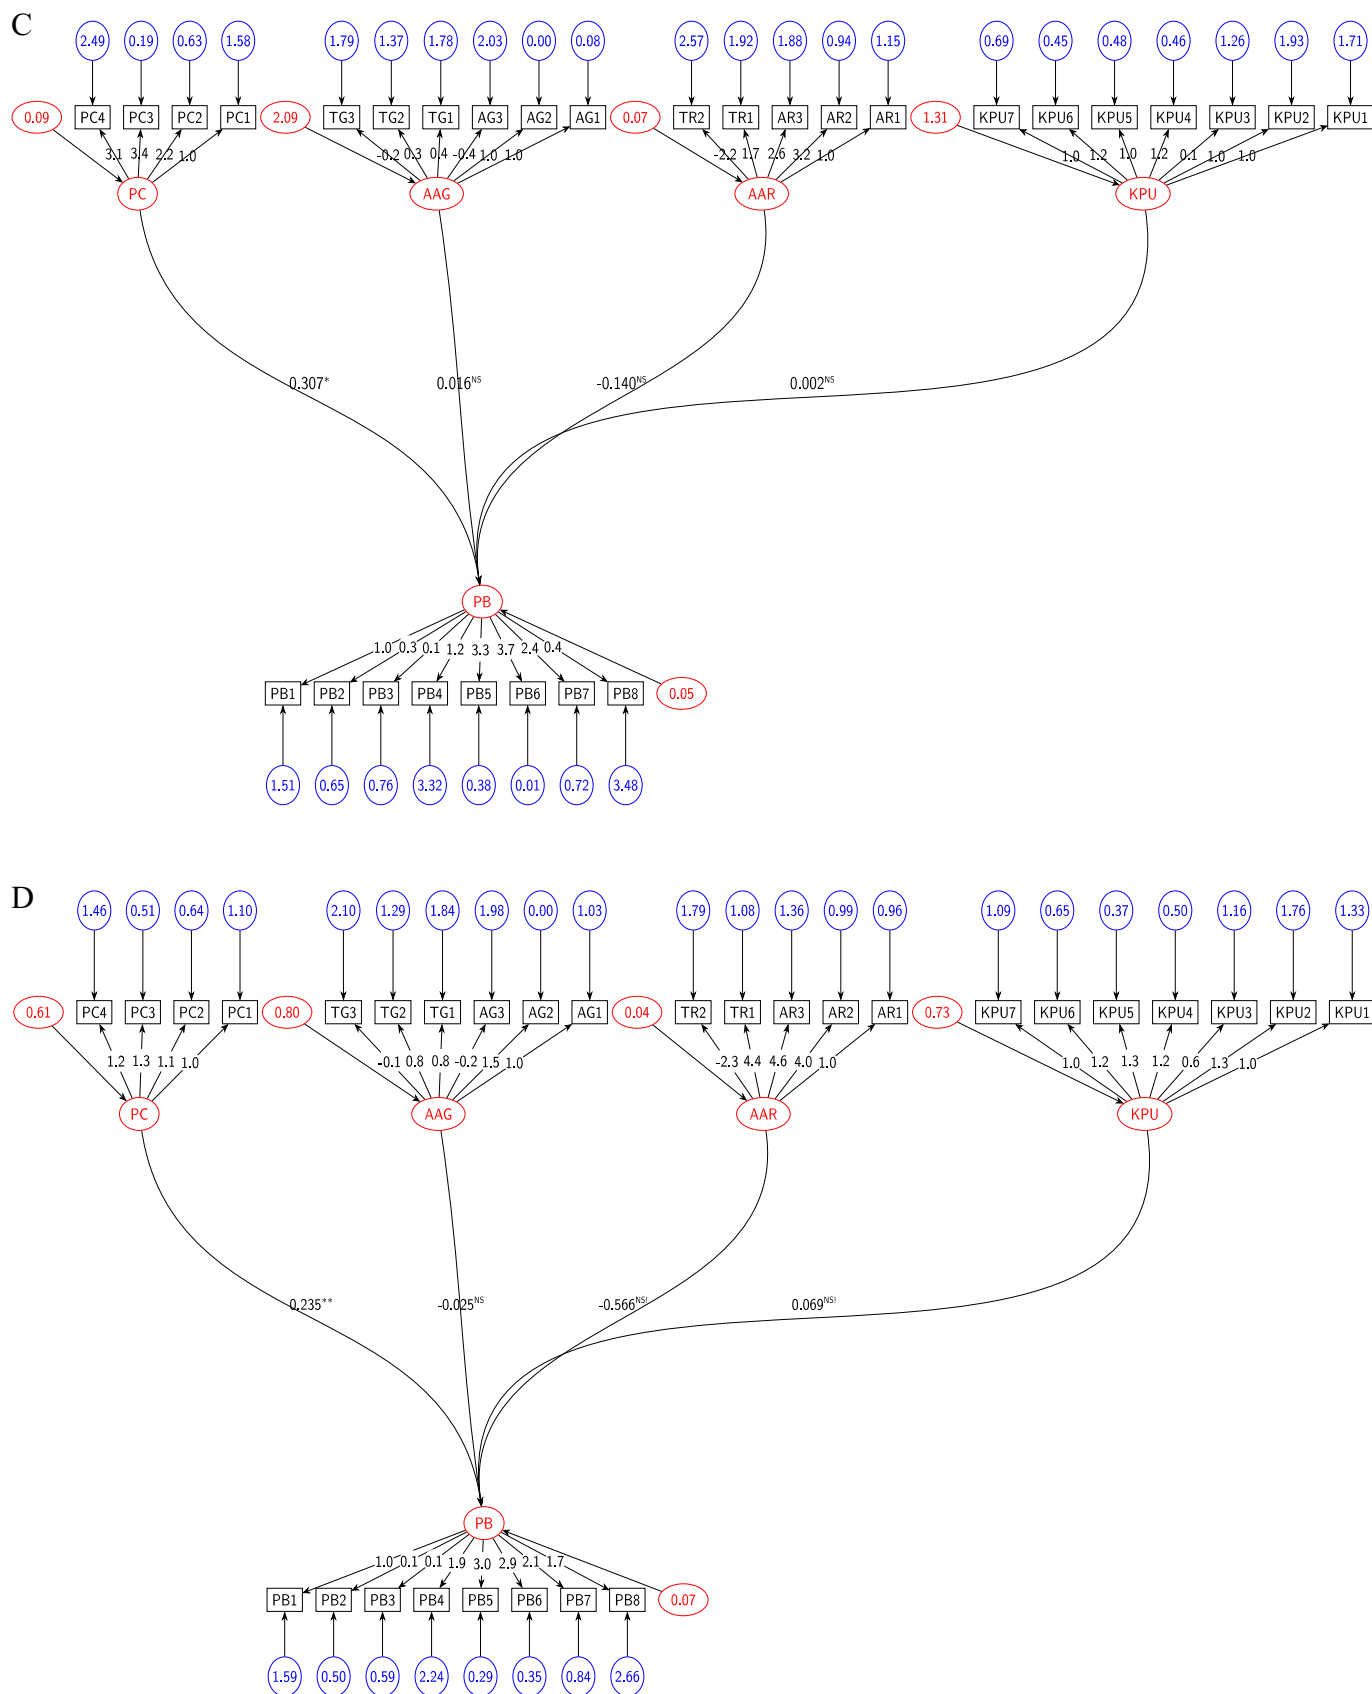 C
2.49 0.19 0.63 1.58 1.79 1.37 1.78 2.03 0.00 0.08 2.57 1.92 1.88 0.94 1.15 0.69 0.45 0.48 0.46 1.26 1.93 1.71
0.09 PC4 PC3 PC2 PC1 2.09 TG3 TG2 TG1 AG3 AG2 AG1 0.07 TR2 TR1 AR3 AR2 AR1 1.31 KPU7 KPU6 KPU5 KPU4 KPU3 KPU2 KPU1
3.1 3.4 2.2 1.0 -0.2 0.3 0.4 -0.4 1.0 1.0 -2.2 1.7 2.6 3.2 1.0 1.0 1.2 1.0 1.2 0.1 1.0 1.0
PC AAG AAR KPU
0.307* 0.016NS -0.140NS 0.002NS
PB
1.0 0.3 0.1 1.2 3.3 3.7 2.4 0.4
PB1 PB2 PB3 PB4 PB5 PB6 PB7 PB8 0.05
1.51 0.65 0.76 3.32 0.38 0.01 0.72 3.48
D
1.46 0.51 0.64 1.10 2.10 1.29 1.84 1.98 0.00 1.03 1.79 1.08 1.36 0.99 0.96 1.09 0.65 0.37 0.50 1.16 1.76 1.33
0.61 PC4 PC3 PC2 PC1 0.80 TG3 TG2 TG1 AG3 AG2 AG1 0.04 TR2 TR1 AR3 AR2 AR1 0.73 KPU7 KPU6 KPU5 KPU4 KPU3 KPU2 KPU1
1.2 1.3 1.1 1.0 -0.1 0.8 0.8 -0.2 1.5 1.0 -2.3 4.4 4.6 4.0 1.0 1.0 1.2 1.3 1.2 0.6 1.3 1.0
PC AAG AAR KPU
0.235** -0.025NS -0.566NS! 0.069NS!
PB
1.0 0.1 0.1 1.9 3.0 2.9 2.1 1.7
PB1 PB2 PB3 PB4 PB5 PB6 PB7 PB8 0.07
1.59 0.50 0.59 2.24 0.29 0.35 0.84 2.66